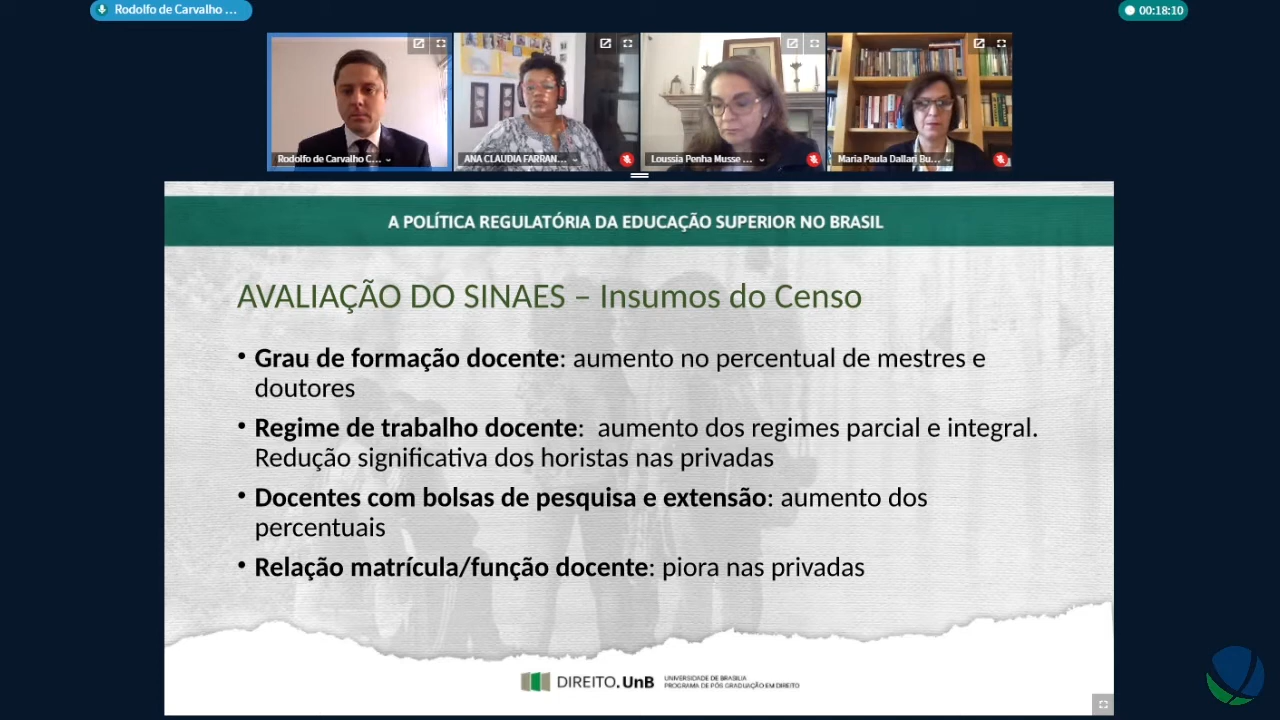 Rodolfo de Carvalho ...
00:18:10
Rodolfo de Carvalho C...
ANA CLAUDIA FARRAN...
Loussia Penha Musse ...
Maria Paula Dallari Bu...
A POLÍTICA REGULATÓRIA DA EDUCAÇÃO SUPERIOR NO BRASIL
AVALIAÇÃO DO SINAES – Insumos do Censo
• Grau de formação docente: aumento no percentual de mestres e
doutores
• Regime de trabalho docente: aumento dos regimes parcial e integral.
Redução significativa dos horistas nas privadas
• Docentes com bolsas de pesquisa e extensão: aumento dos
percentuais
• Relação matrícula/função docente: piora nas privadas
DIREITO.UnB
UNIVERSIDADE DE BRASILIA
PROGRAMA DE PÓS GRADUAÇÃO EM DIREITO